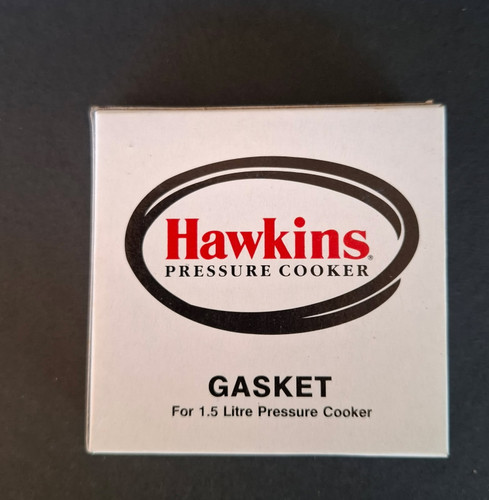 Hawkins®
PRESSURE COOKER
GASKET
For 1.5 Litre Pressure Cooker